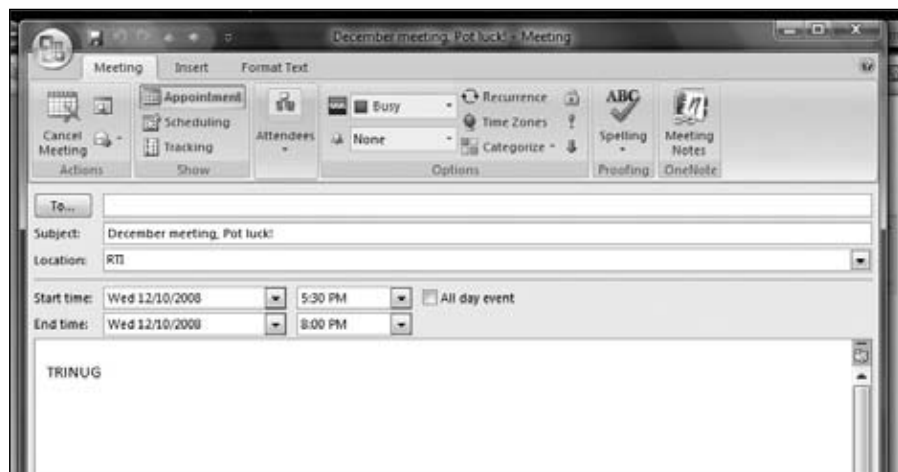 December meeting, Pot luck! - Meeting
Meeting Insert Format Text
Cancel Meeting
Actions
Appointment
Scheduling
Tracking
Show
Attendees
Busy
None
Recurrence
Time Zones
Categorize
Options
ABC
Spelling
Proofing
Meeting Notes
OneNote
To...
Subject: December meeting, Pot luck!
Location: RTI
Start time: Wed 12/10/2008 5:30 PM All day event
End time: Wed 12/10/2008 8:00 PM
TRINUG